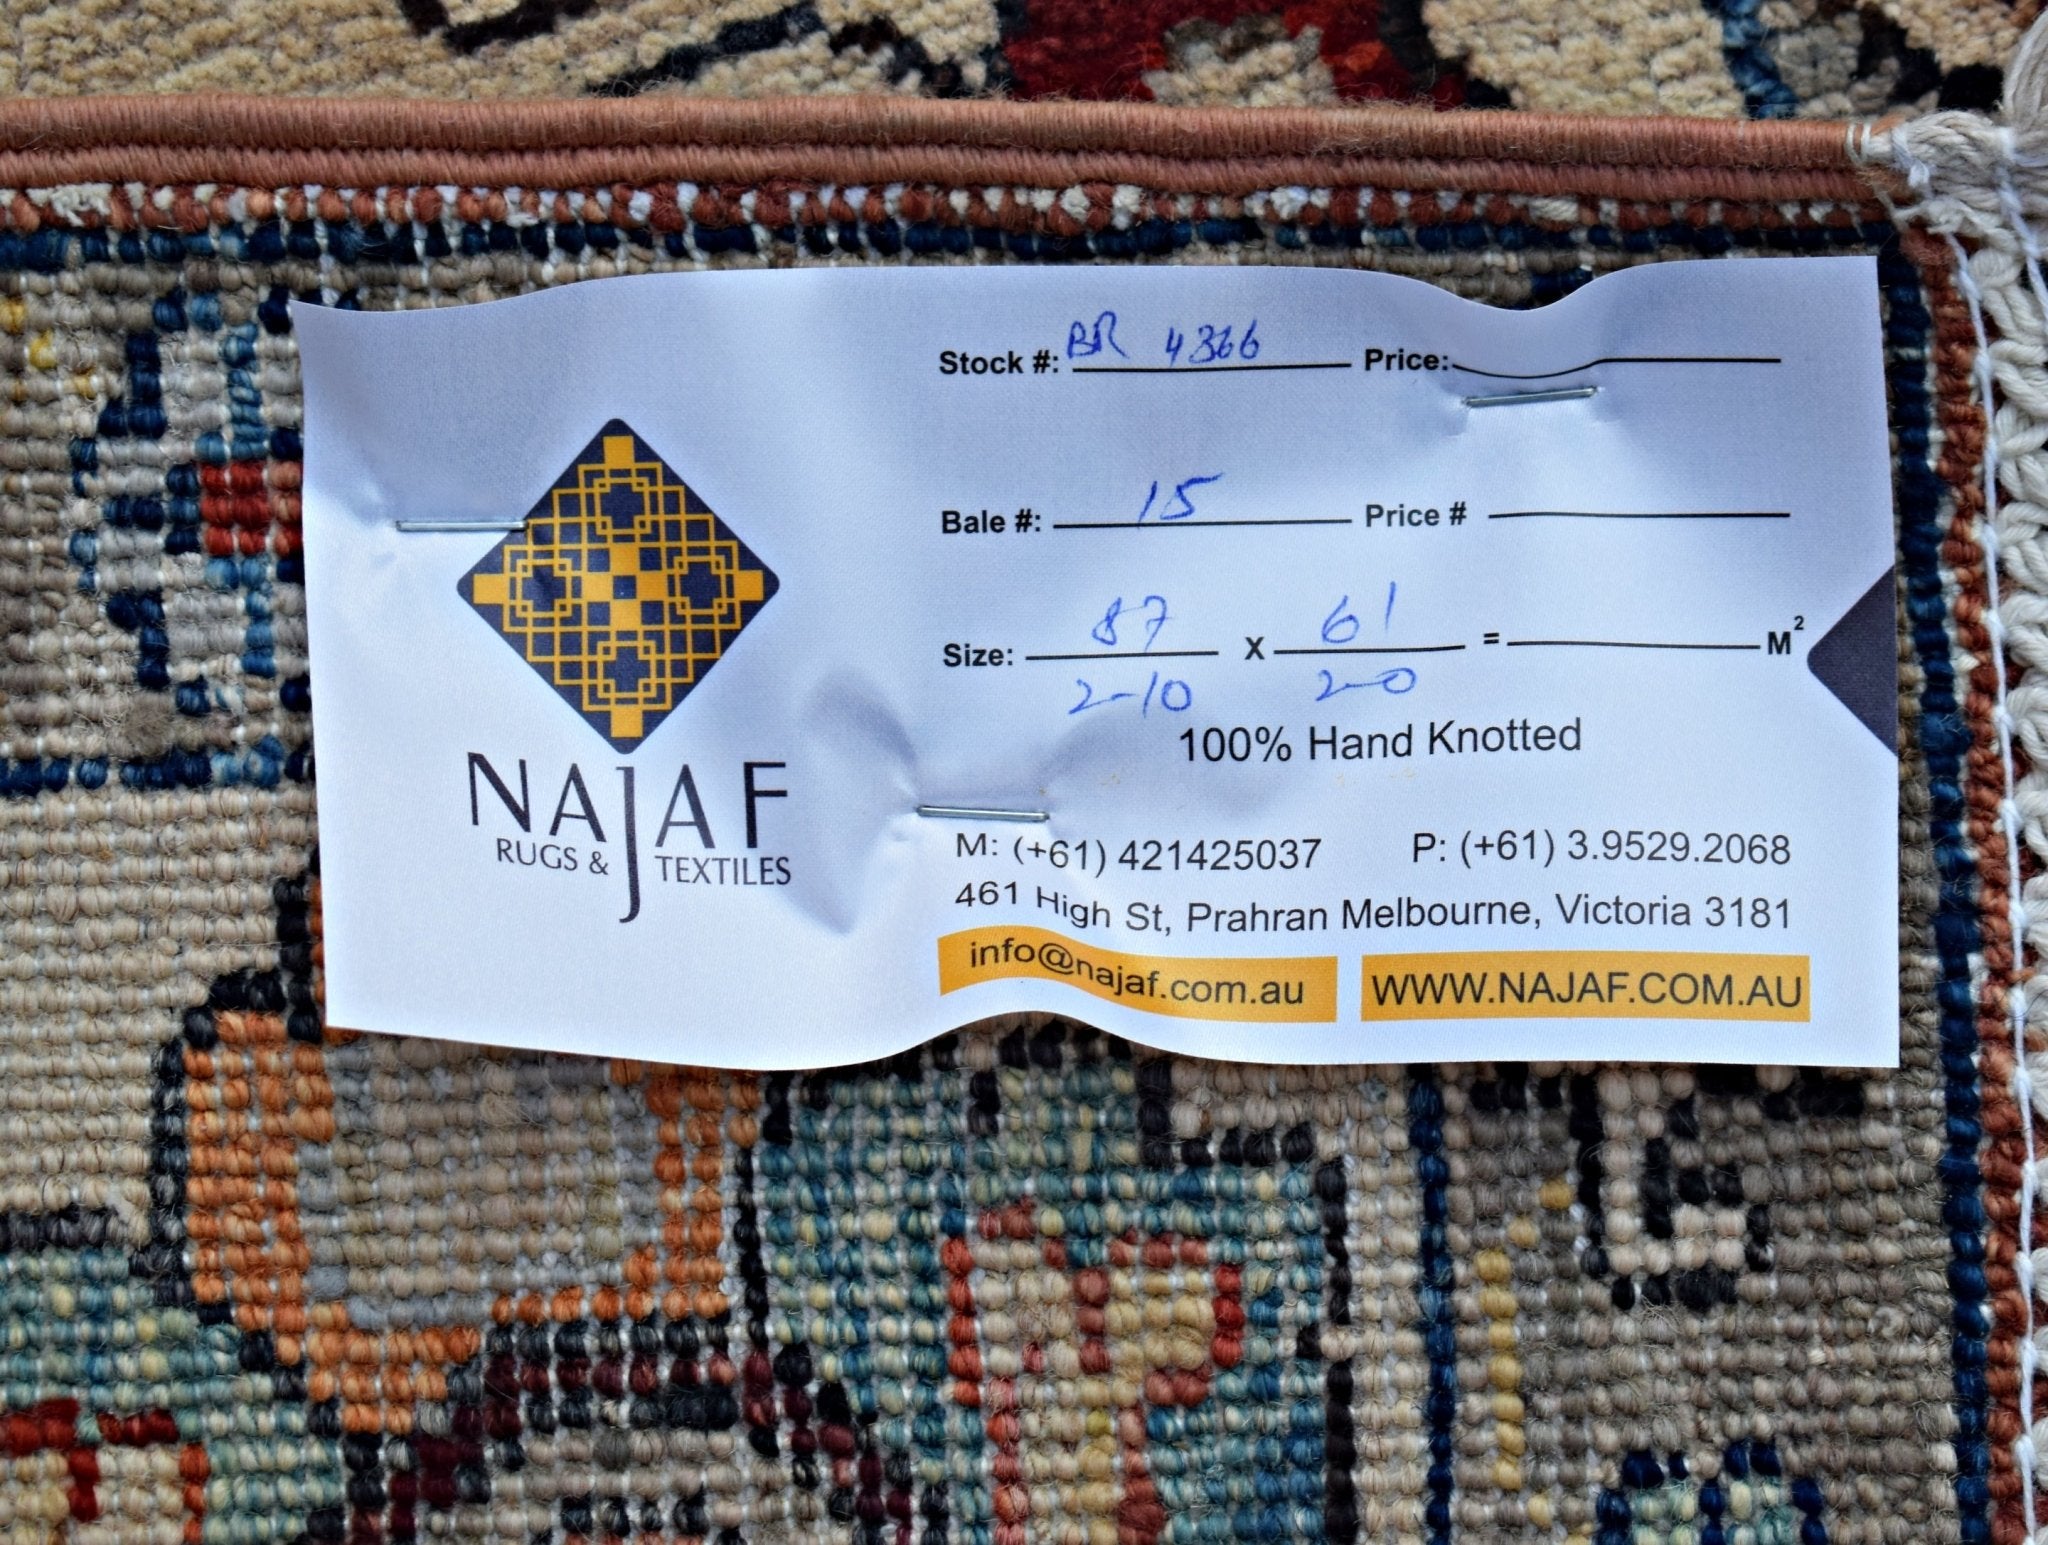 Stock #: BR 4366 Price:
Bale #: 15 Price #
Size: 87 X 61 = M²
2-10 2-0
100% Hand Knotted
NAJAF
RUGS & TEXTILES
M: (+61) 421425037 P: (+61) 3.9529.2068
461 High St, Prahran Melbourne, Victoria 3181
info@najaf.com.au WWW.NAJAF.COM.AU